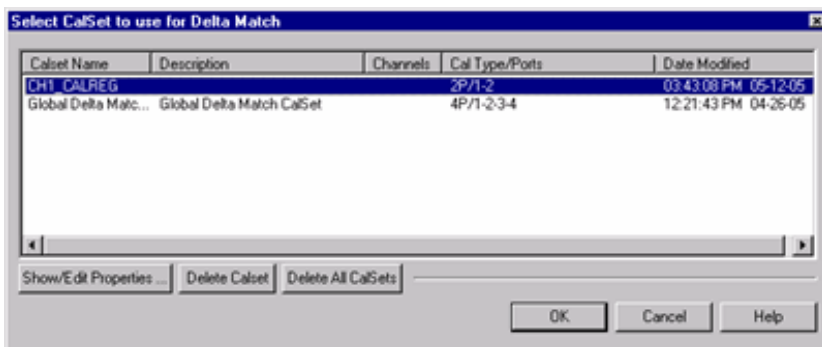 Select CalSet to use for Delta Match
Calset Name Description Channels Cal Type/Ports Date Modified
CH1_CALREG 2P/1-2 03:43:08 PM 05-12-05
Global Delta Matc... Global Delta Match CalSet 4P/1-2-3-4 12:21:43 PM 04-26-05
Show/Edit Properties ... Delete Calset Delete All CalSets
OK Cancel Help